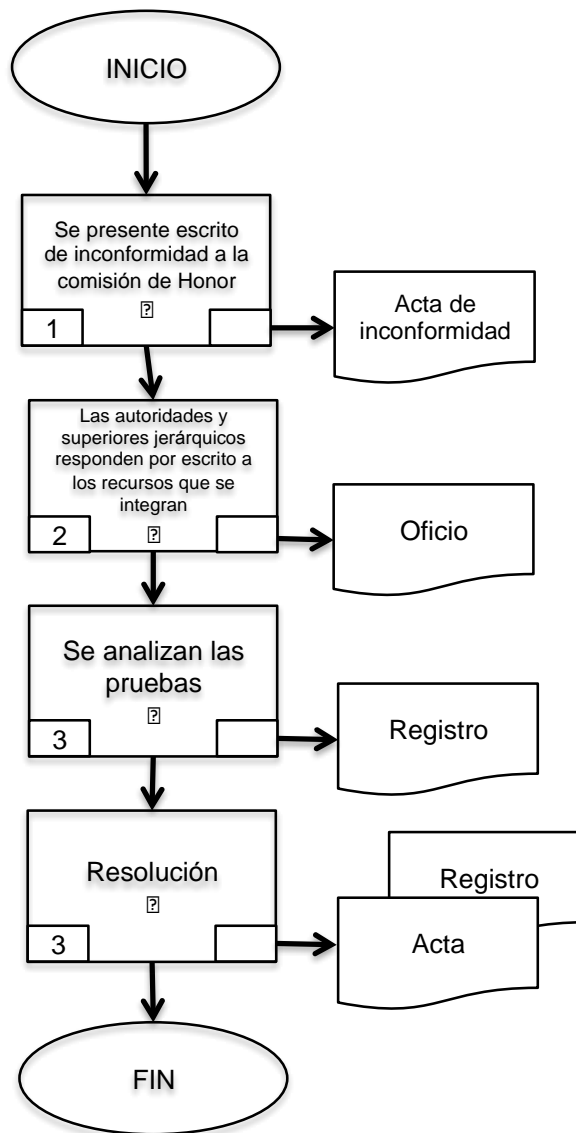 INICIO
Se presente escrito
de inconformidad a la
comisión de Honor
1
Acta de
inconformidad
Las autoridades y
superiores jerárquicos
responden por escrito a
los recursos que se
integran
2
Oficio
Se analizan las
pruebas
3
Registro
Resolución
3
Registro
Acta
FIN